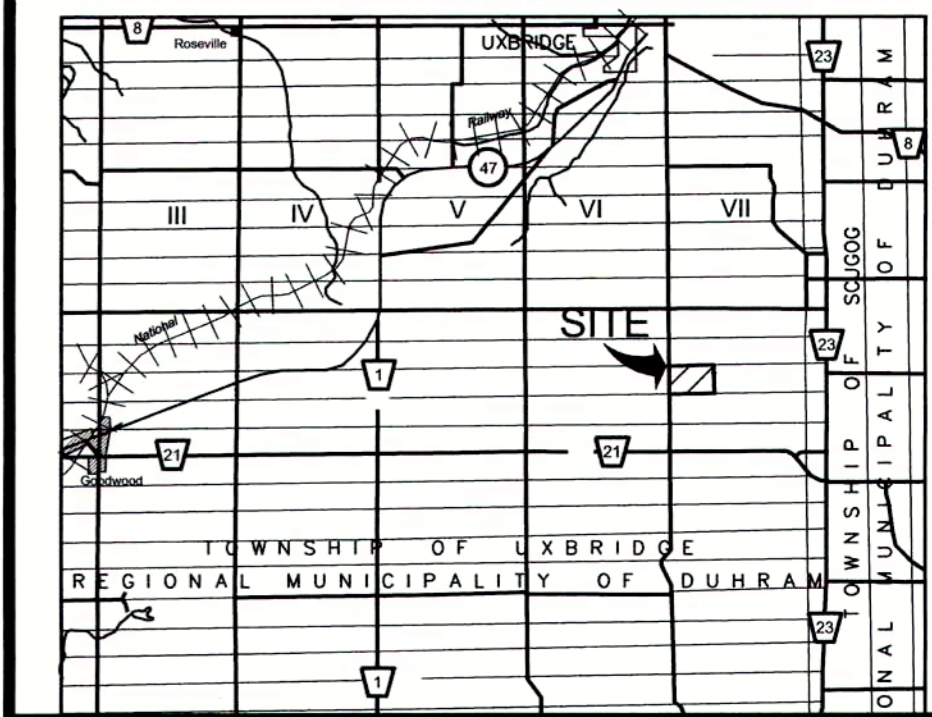 8
Roseville
UXBRIDGE
23
Railway
8
47
III
IV
V
VI
VII
National
SITE
1
23
21
21
Goodwood
TOWNSHIP OF UXBRIDGE
REGIONAL MUNICIPALITY OF DUHRAM
23
1
TOWNSHIP OF SCUGOG
ONAL MUNICIPALITY OF DUHRAM